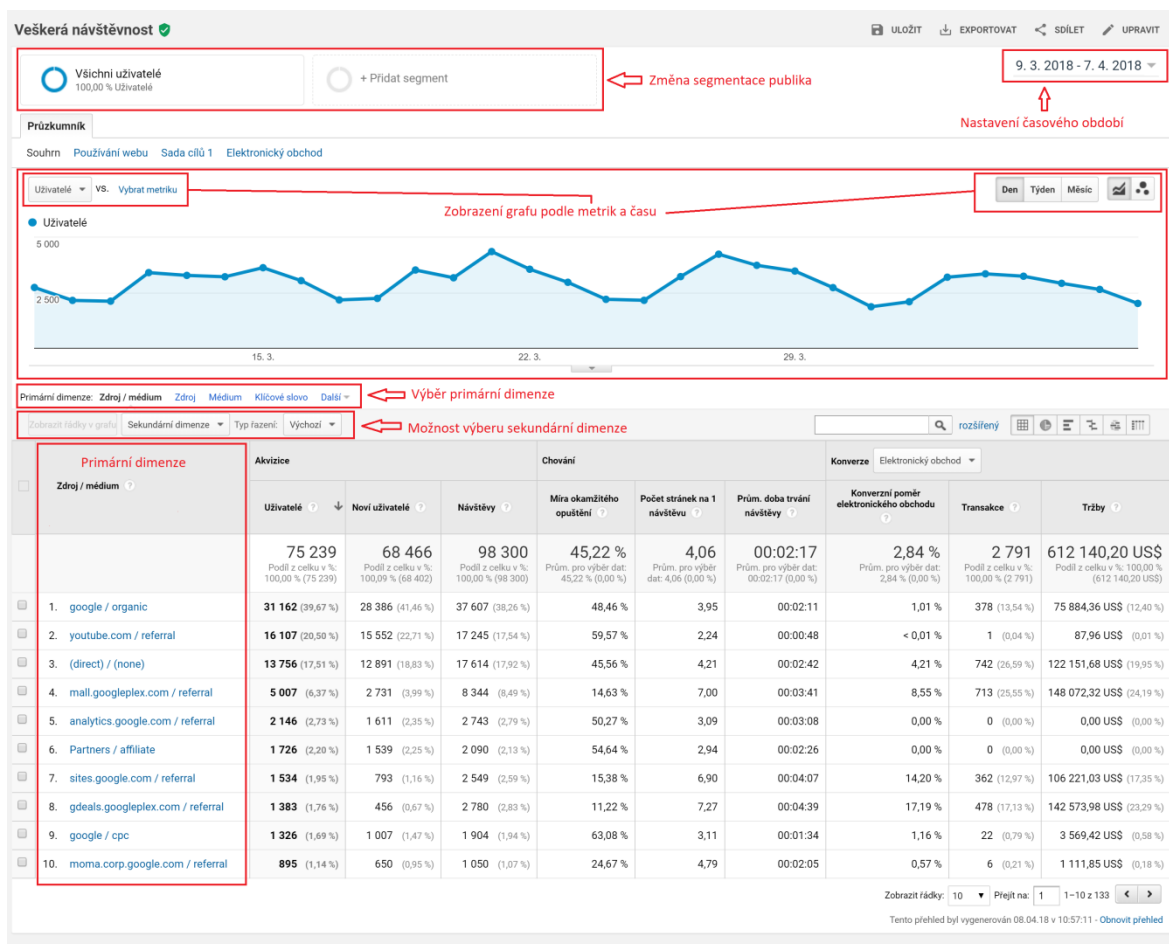 Veškerá návštěvnost
ULOŽIT EXPORTOVAT SDÍLET UPRAVIT
Všichni uživatelé
100,00 % Uživatelé
+ Přidat segment
Změna segmentace publika
9. 3. 2018 - 7. 4. 2018
Nastavení časového období
Průzkumník
Souhrn Používání webu Sada cílů 1 Elektronický obchod
Uživatelé VS. Vybrat metriku
Den Týden Měsíc
Zobrazení grafu podle metrik a času
Uživatelé
5 000
2 500
15. 3. 22. 3. 29. 3.
Primární dimenze: Zdroj / médium Zdroj Médium Klíčové slovo Další
Výběr primární dimenze
Zobrazit řádky v grafu Sekundární dimenze Typ řazení: Výchozí
Možnost výberu sekundární dimenze
rozšířený
Primární dimenze
Zdroj / médium ?
Akvizice Chování Konverze Elektronický obchod
Uživatelé ? Noví uživatelé ? Návštěvy ? Míra okamžitého opuštění ? Počet stránek na 1 návštěvu ? Prům. doba trvání návštěvy ? Konverzní poměr elektronického obchodu ? Transakce ? Tržby ?
75 239 68 466 98 300 45,22 % 4,06 00:02:17 2,84 % 2 791 612 140,20 US$
Podíl z celku v %: Podíl z celku v %: Podíl z celku v %: Prům. pro výběr dat: Prům. pro výběr Prům. pro výběr dat: Prům. pro výběr dat: Podíl z celku v %: Podíl z celku v %: 100,00 %
100,00 % (75 239) 100,09 % (68 402) 100,00 % (98 300) 45,22 % (0,00 %) dat: 4,06 (0,00 %) 00:02:17 (0,00 %) 2,84 % (0,00 %) 100,00 % (2 791) (612 140,20 US$)
1. google / organic 31 162 (39,67 %) 28 386 (41,46 %) 37 607 (38,26 %) 48,46 % 3,95 00:02:11 1,01 % 378 (13,54 %) 75 884,36 US$ (12,40 %)
2. youtube.com / referral 16 107 (20,50 %) 15 552 (22,71 %) 17 245 (17,54 %) 59,57 % 2,24 00:00:48 < 0,01 % 1 (0,04 %) 87,96 US$ (0,01 %)
3. (direct) / (none) 13 756 (17,51 %) 12 891 (18,83 %) 17 614 (17,92 %) 45,56 % 4,21 00:02:42 4,21 % 742 (26,59 %) 122 151,68 US$ (19,95 %)
4. mall.googleplex.com / referral 5 007 (6,37 %) 2 731 (3,99 %) 8 344 (8,49 %) 14,63 % 7,00 00:03:41 8,55 % 713 (25,55 %) 148 072,32 US$ (24,19 %)
5. analytics.google.com / referral 2 146 (2,73 %) 1 611 (2,35 %) 2 743 (2,79 %) 50,27 % 3,09 00:03:08 0,00 % 0 (0,00 %) 0,00 US$ (0,00 %)
6. Partners / affiliate 1 726 (2,20 %) 1 539 (2,25 %) 2 090 (2,13 %) 54,64 % 2,94 00:02:26 0,00 % 0 (0,00 %) 0,00 US$ (0,00 %)
7. sites.google.com / referral 1 534 (1,95 %) 793 (1,16 %) 2 549 (2,59 %) 15,38 % 6,90 00:04:07 14,20 % 362 (12,97 %) 106 221,03 US$ (17,35 %)
8. gdeals.googleplex.com / referral 1 383 (1,76 %) 456 (0,67 %) 2 780 (2,83 %) 11,22 % 7,27 00:04:39 17,19 % 478 (17,13 %) 142 573,98 US$ (23,29 %)
9. google / cpc 1 326 (1,69 %) 1 007 (1,47 %) 1 904 (1,94 %) 63,08 % 3,11 00:01:34 1,16 % 22 (0,79 %) 3 569,42 US$ (0,58 %)
10. moma.corp.google.com / referral 895 (1,14 %) 650 (0,95 %) 1 050 (1,07 %) 24,67 % 4,79 00:02:05 0,57 % 6 (0,21 %) 1 111,85 US$ (0,18 %)
Zobrazit řádky: 10 Přejít na: 1 1–10 z 133
Tento přehled byl vygenerován 08.04.18 v 10:57:11 - Obnovit přehled